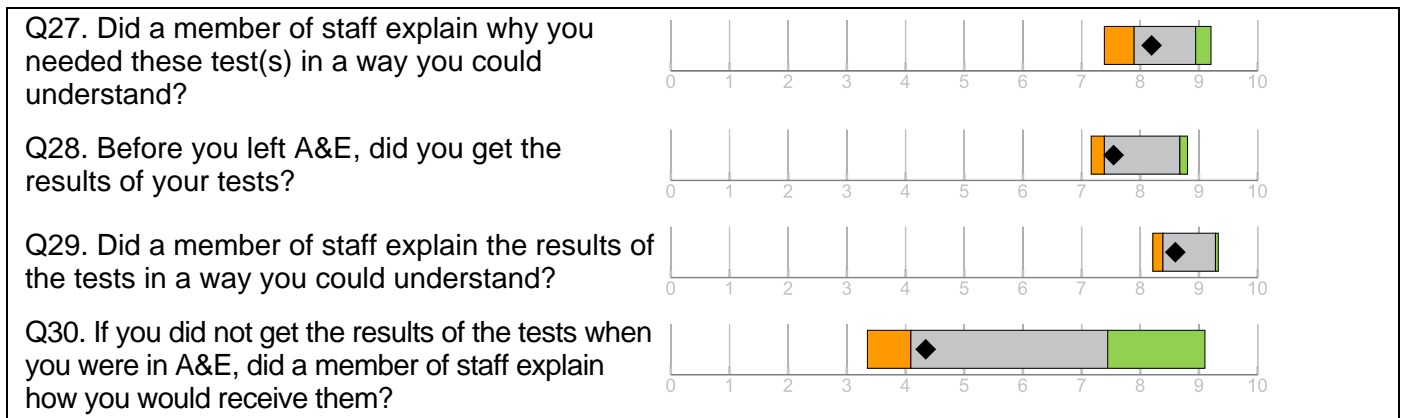 Q27. Did a member of staff explain why you
needed these test(s) in a way you could
understand?
0 1 2 3 4 5 6 7 8 9 10
Q28. Before you left A&E, did you get the
results of your tests?
0 1 2 3 4 5 6 7 8 9 10
Q29. Did a member of staff explain the results of
the tests in a way you could understand?
0 1 2 3 4 5 6 7 8 9 10
Q30. If you did not get the results of the tests when
you were in A&E, did a member of staff explain
how you would receive them?
0 1 2 3 4 5 6 7 8 9 10